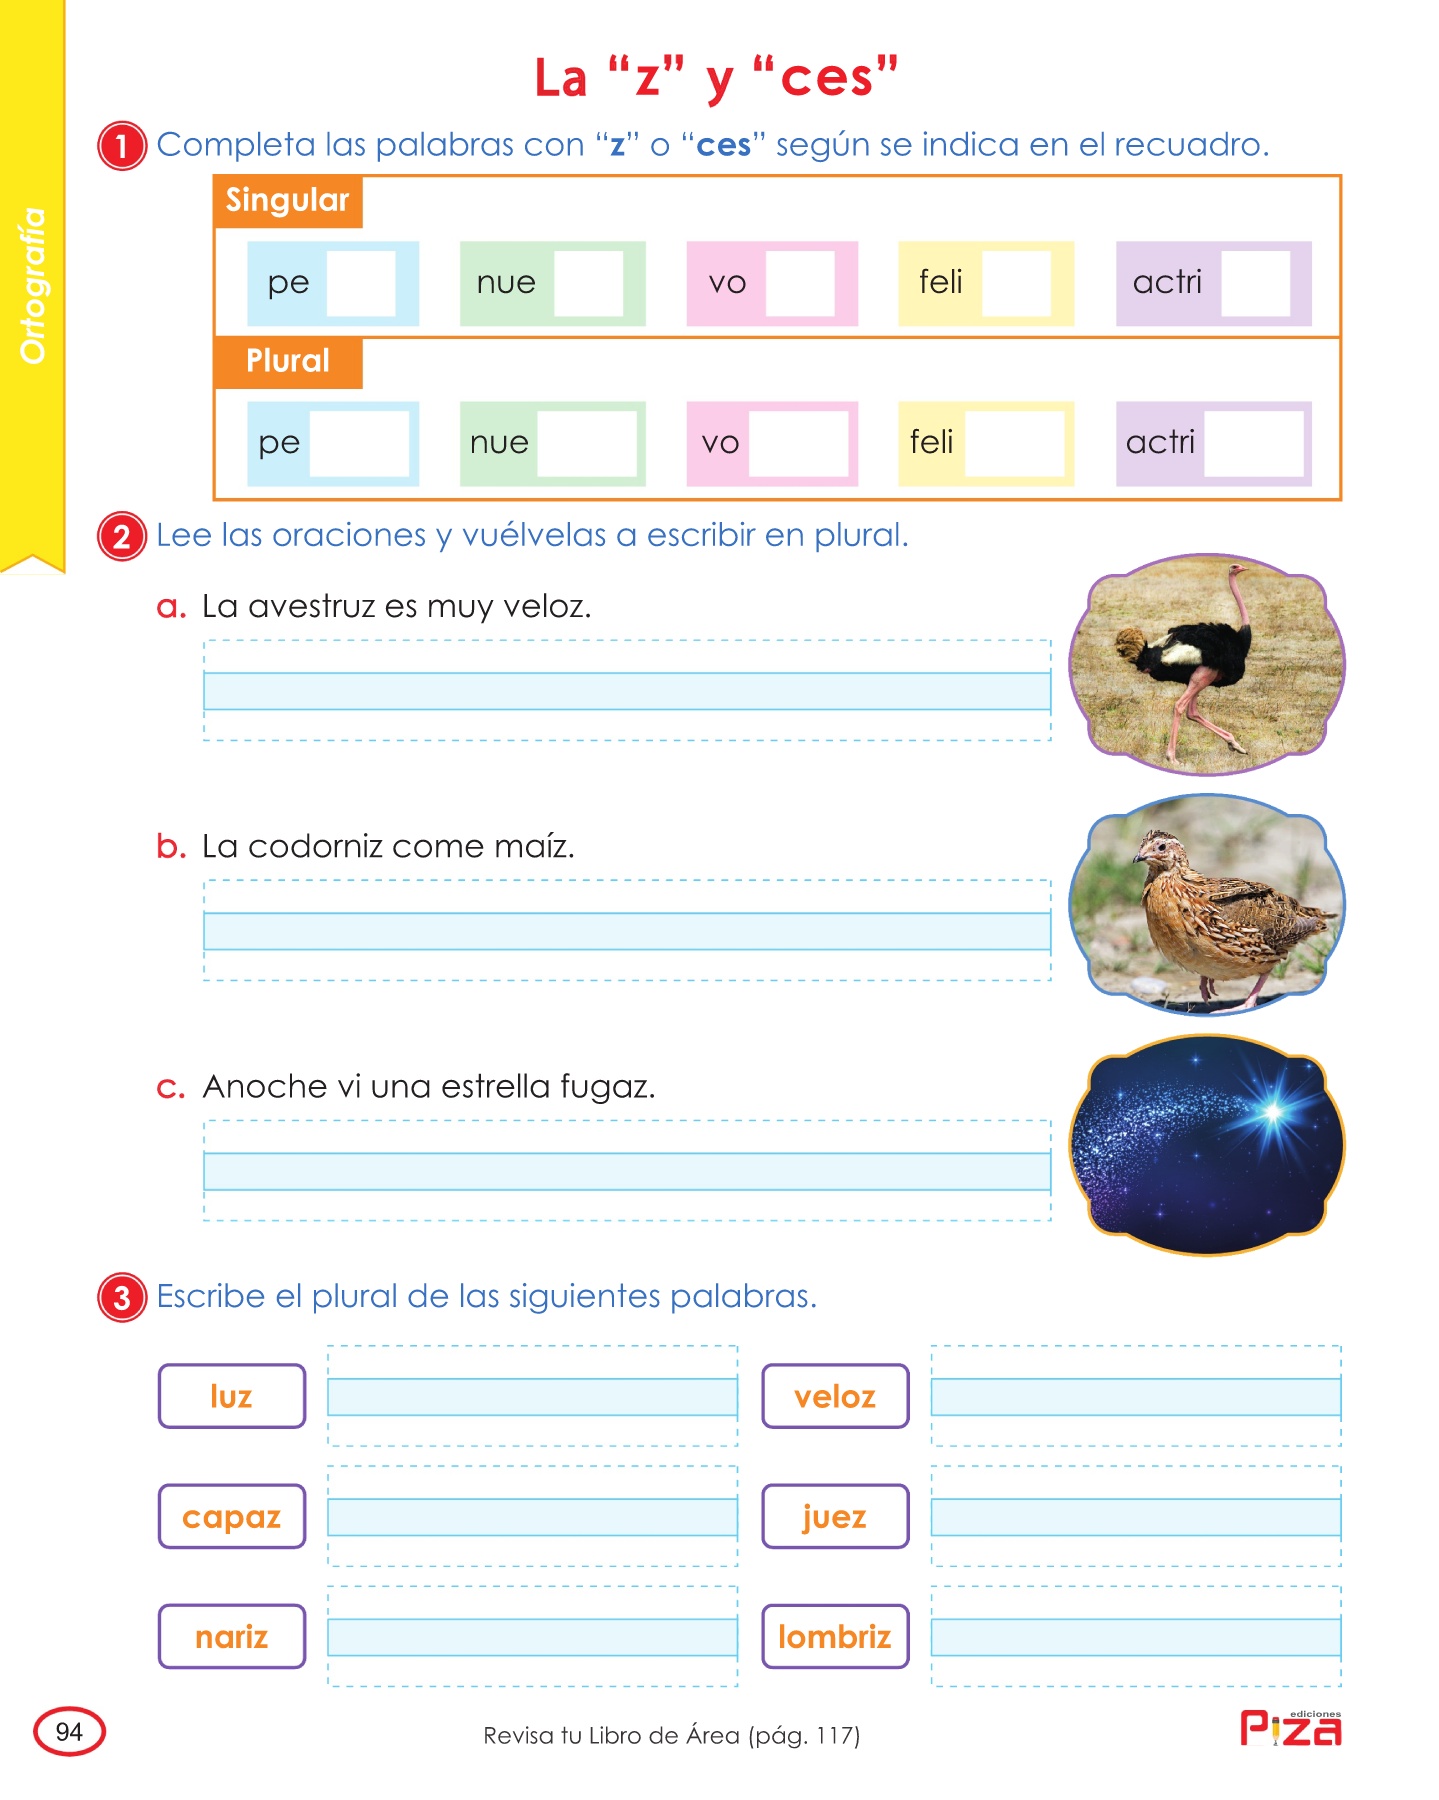 Ortografía
La “z” y “ces”
1 Completa las palabras con “z” o “ces” según se indica en el recuadro.
Singular
pe nue vo feli actri
Plural
pe nue vo feli actri
2 Lee las oraciones y vuélvelas a escribir en plural.
a. La avestruz es muy veloz.
b. La codorniz come maíz.
c. Anoche vi una estrella fugaz.
3 Escribe el plural de las siguientes palabras.
luz veloz
capaz juez
nariz lombriz
94
Revisa tu Libro de Área (pág. 117)
ediciones
Piza